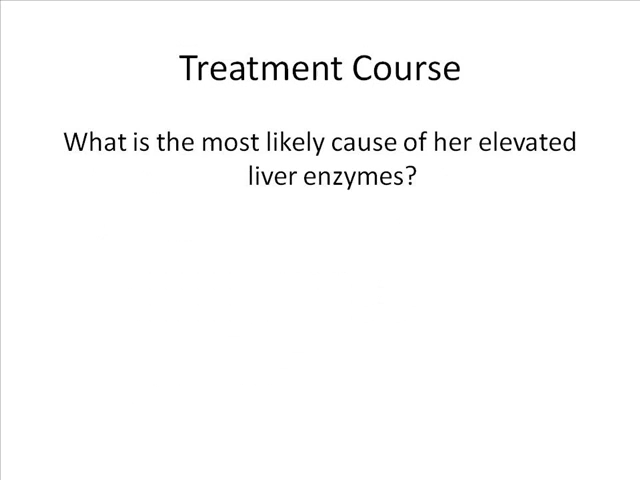 Treatment Course
What is the most likely cause of her elevated
liver enzymes?